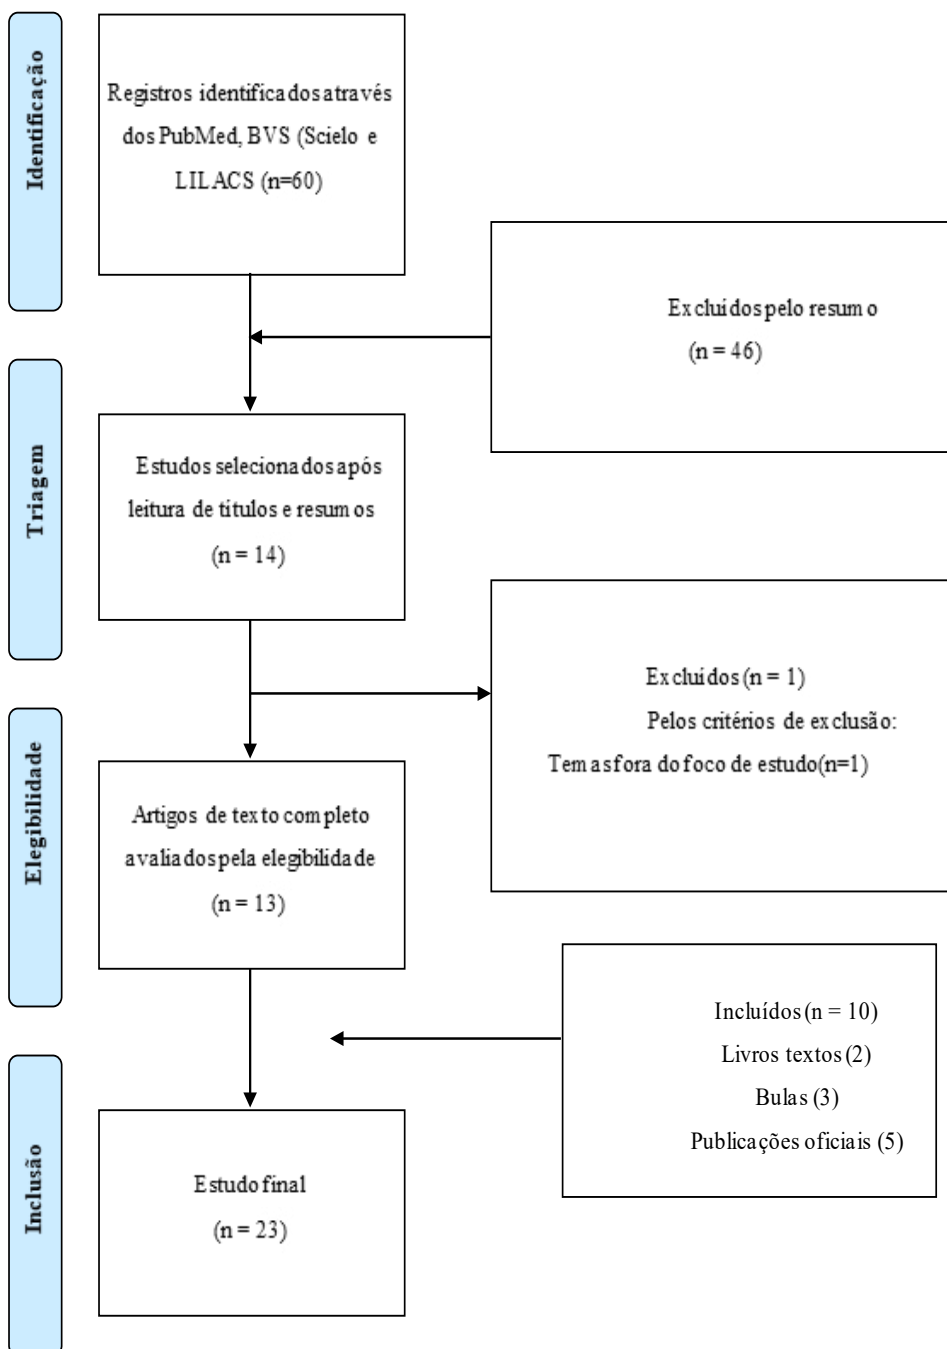 Identificação
Registros identificados através
dos PubMed, BVS (Scielo e
LILACS (n=60)
Excluídos pelo resumo
(n = 46)
Triagem
Estudos selecionados após
leitura de títulos e resumos
(n = 14)
Excluídos (n = 1)
Pelos critérios de exclusão:
Temas fora do foco de estudo(n=1)
Elegibilidade
Artigos de texto completo
avaliados pela elegibilidade
(n = 13)
Incluídos (n = 10)
Livros textos (2)
Bulas (3)
Publicações oficiais (5)
Inclusão
Estudo final
(n = 23)